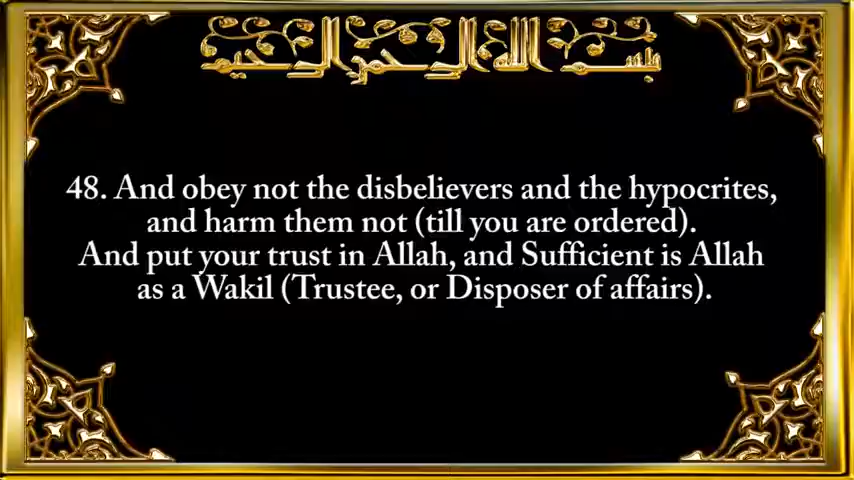 بسم الله الرحمن الرحيم
48. And obey not the disbelievers and the hypocrites,
and harm them not (till you are ordered).
And put your trust in Allah, and Sufficient is Allah
as a Wakil (Trustee, or Disposer of affairs).